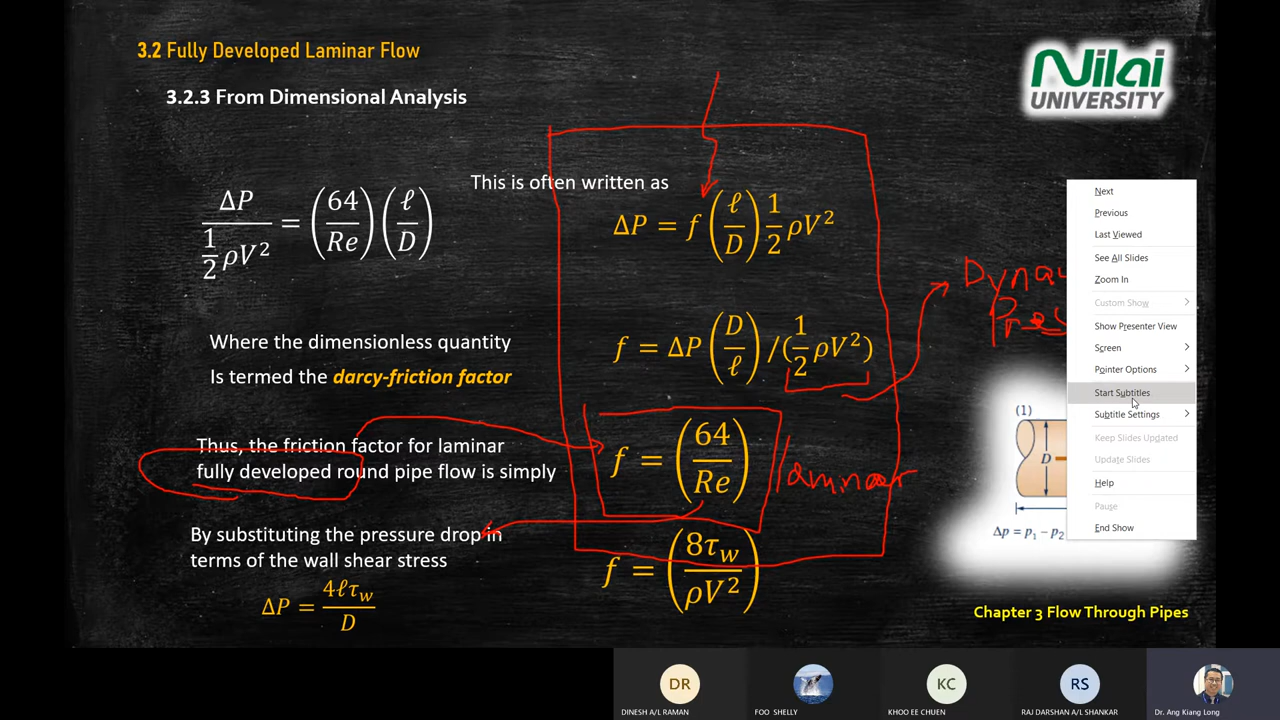 3.2 Fully Developed Laminar Flow
3.2.3 From Dimensional Analysis
Nilai
UNIVERSITY
ΔP / (1/2 ρV²) = (64/Re)(ℓ/D)
This is often written as
ΔP = f (ℓ/D) 1/2 ρV²
f = ΔP (D/ℓ) /(1/2 ρV²)
Where the dimensionless quantity
Is termed the darcy-friction factor
Thus, the friction factor for laminar
fully developed round pipe flow is simply
f = (64/Re)
laminar
By substituting the pressure drop in
terms of the wall shear stress
ΔP = 4ℓτw / D
f = (8τw / ρV²)
(1)
D
Δp = p1 − p2
Chapter 3 Flow Through Pipes
Next
Previous
Last Viewed
See All Slides
Zoom In
Custom Show
Show Presenter View
Screen
Pointer Options
Start Subtitles
Subtitle Settings
Keep Slides Updated
Update Slides
Help
Pause
End Show
DR
KC
RS
DINESH A/L RAMAN
FOO SHELLY
KHOO EE CHUEN
RAJ DARSHAN A/L SHANKAR
Dr. Ang Kiang Long